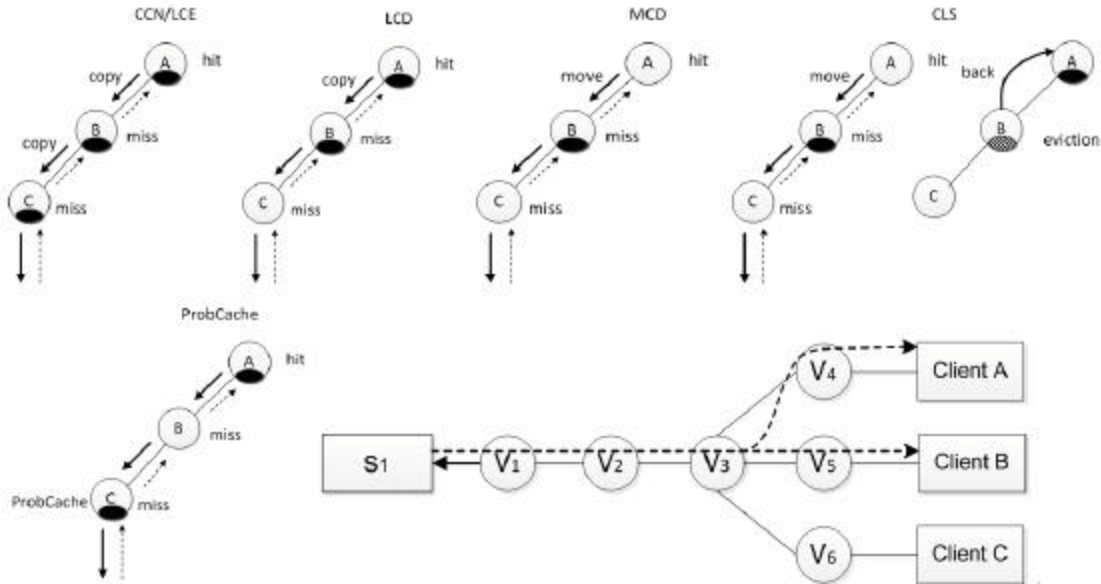 CCN/LCE
LCD
MCD
CLS
A
hit
copy
B
miss
copy
C
miss
A
hit
copy
B
miss
C
miss
A
hit
move
B
miss
C
miss
A
hit
move
B
miss
C
miss
A
back
B
eviction
C
ProbCache
A
hit
B
miss
ProbCache
C
miss
S1
V1
V2
V3
V4
V5
V6
Client A
Client B
Client C